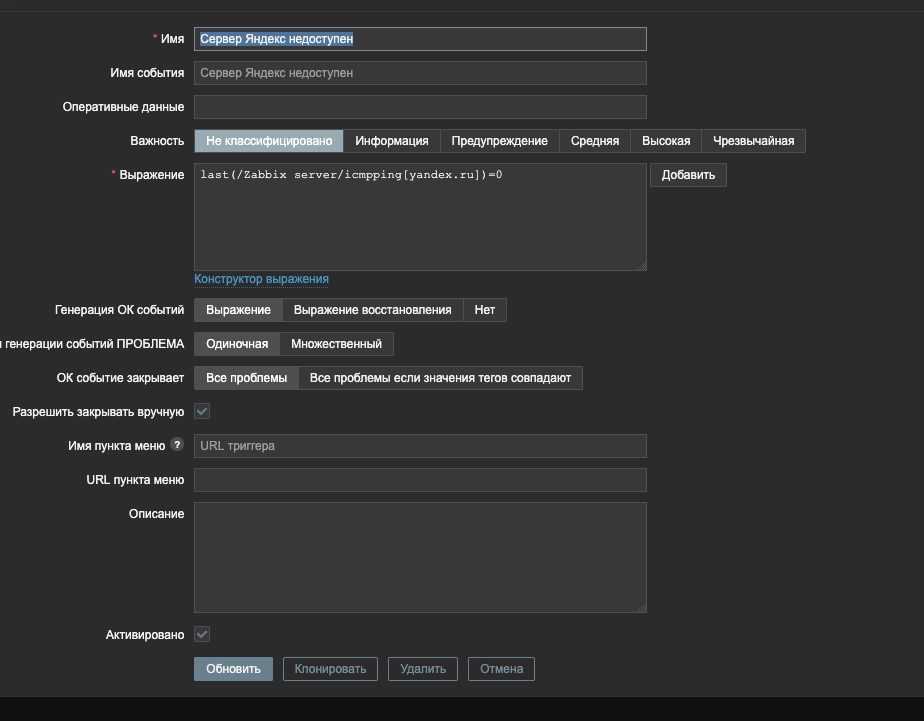 * Имя Сервер Яндекс недоступен
Имя события Сервер Яндекс недоступен
Оперативные данные
Важность Не классифицировано Информация Предупреждение Средняя Высокая Чрезвычайная
* Выражение last(/Zabbix server/icmpping[yandex.ru])=0 Добавить
Конструктор выражения
Генерация ОК событий Выражение Выражение восстановления Нет
генерации событий ПРОБЛЕМА Одиночная Множественный
ОК событие закрывает Все проблемы Все проблемы если значения тегов совпадают
Разрешить закрывать вручную
Имя пункта меню ? URL триггера
URL пункта меню
Описание
Активировано
Обновить Клонировать Удалить Отмена